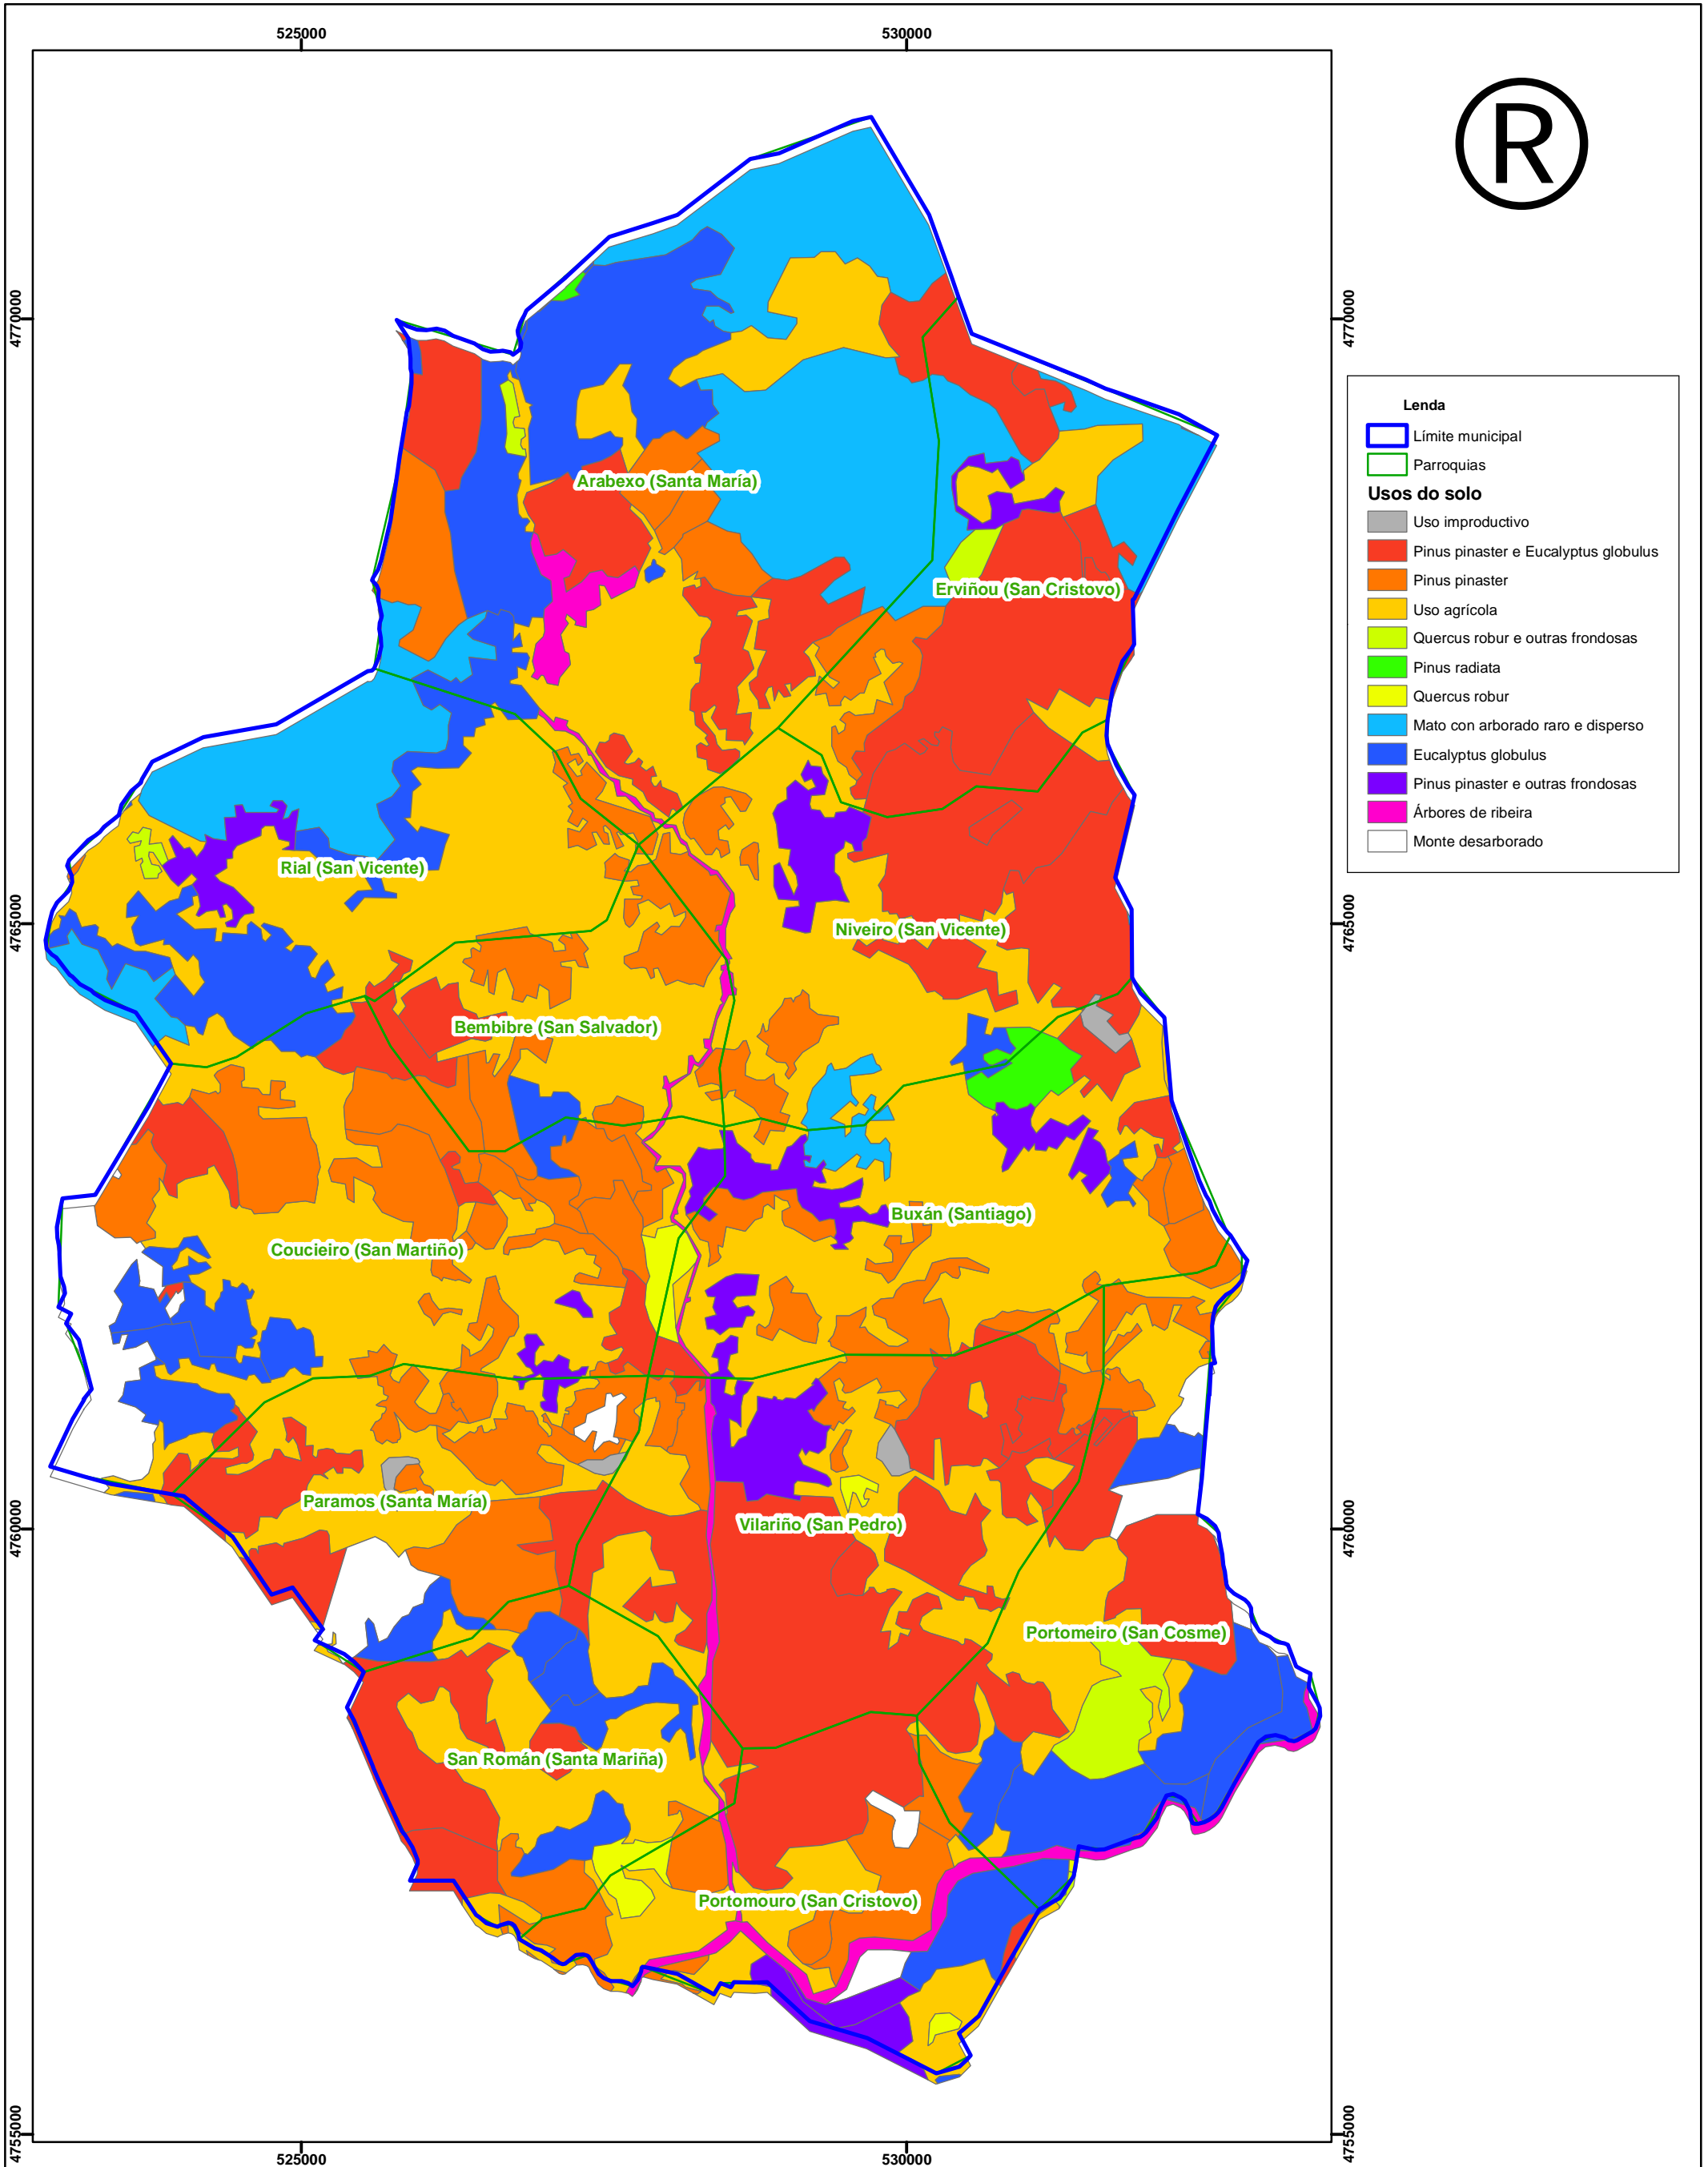 525000
530000
®
4770000
4770000
Lenda
Límite municipal
Parroquias
Usos do solo
Uso improductivo
Pinus pinaster e Eucalyptus globulus
Pinus pinaster
Uso agrícola
Quercus robur e outras frondosas
Pinus radiata
Quercus robur
Mato con arborado raro e disperso
Eucalyptus globulus
Pinus pinaster e outras frondosas
Árbores de ribeira
Monte desarborado
Arabexo (Santa María)
Erviñou (San Cristovo)
Rial (San Vicente)
4765000
Niveiro (San Vicente)
4765000
Bembibre (San Salvador)
Buxán (Santiago)
Coucieiro (San Martiño)
Paramos (Santa María)
4760000
Vilariño (San Pedro)
4760000
Portomeiro (San Cosme)
San Román (Santa Mariña)
Portomouro (San Cristovo)
4755000
4755000
525000
530000